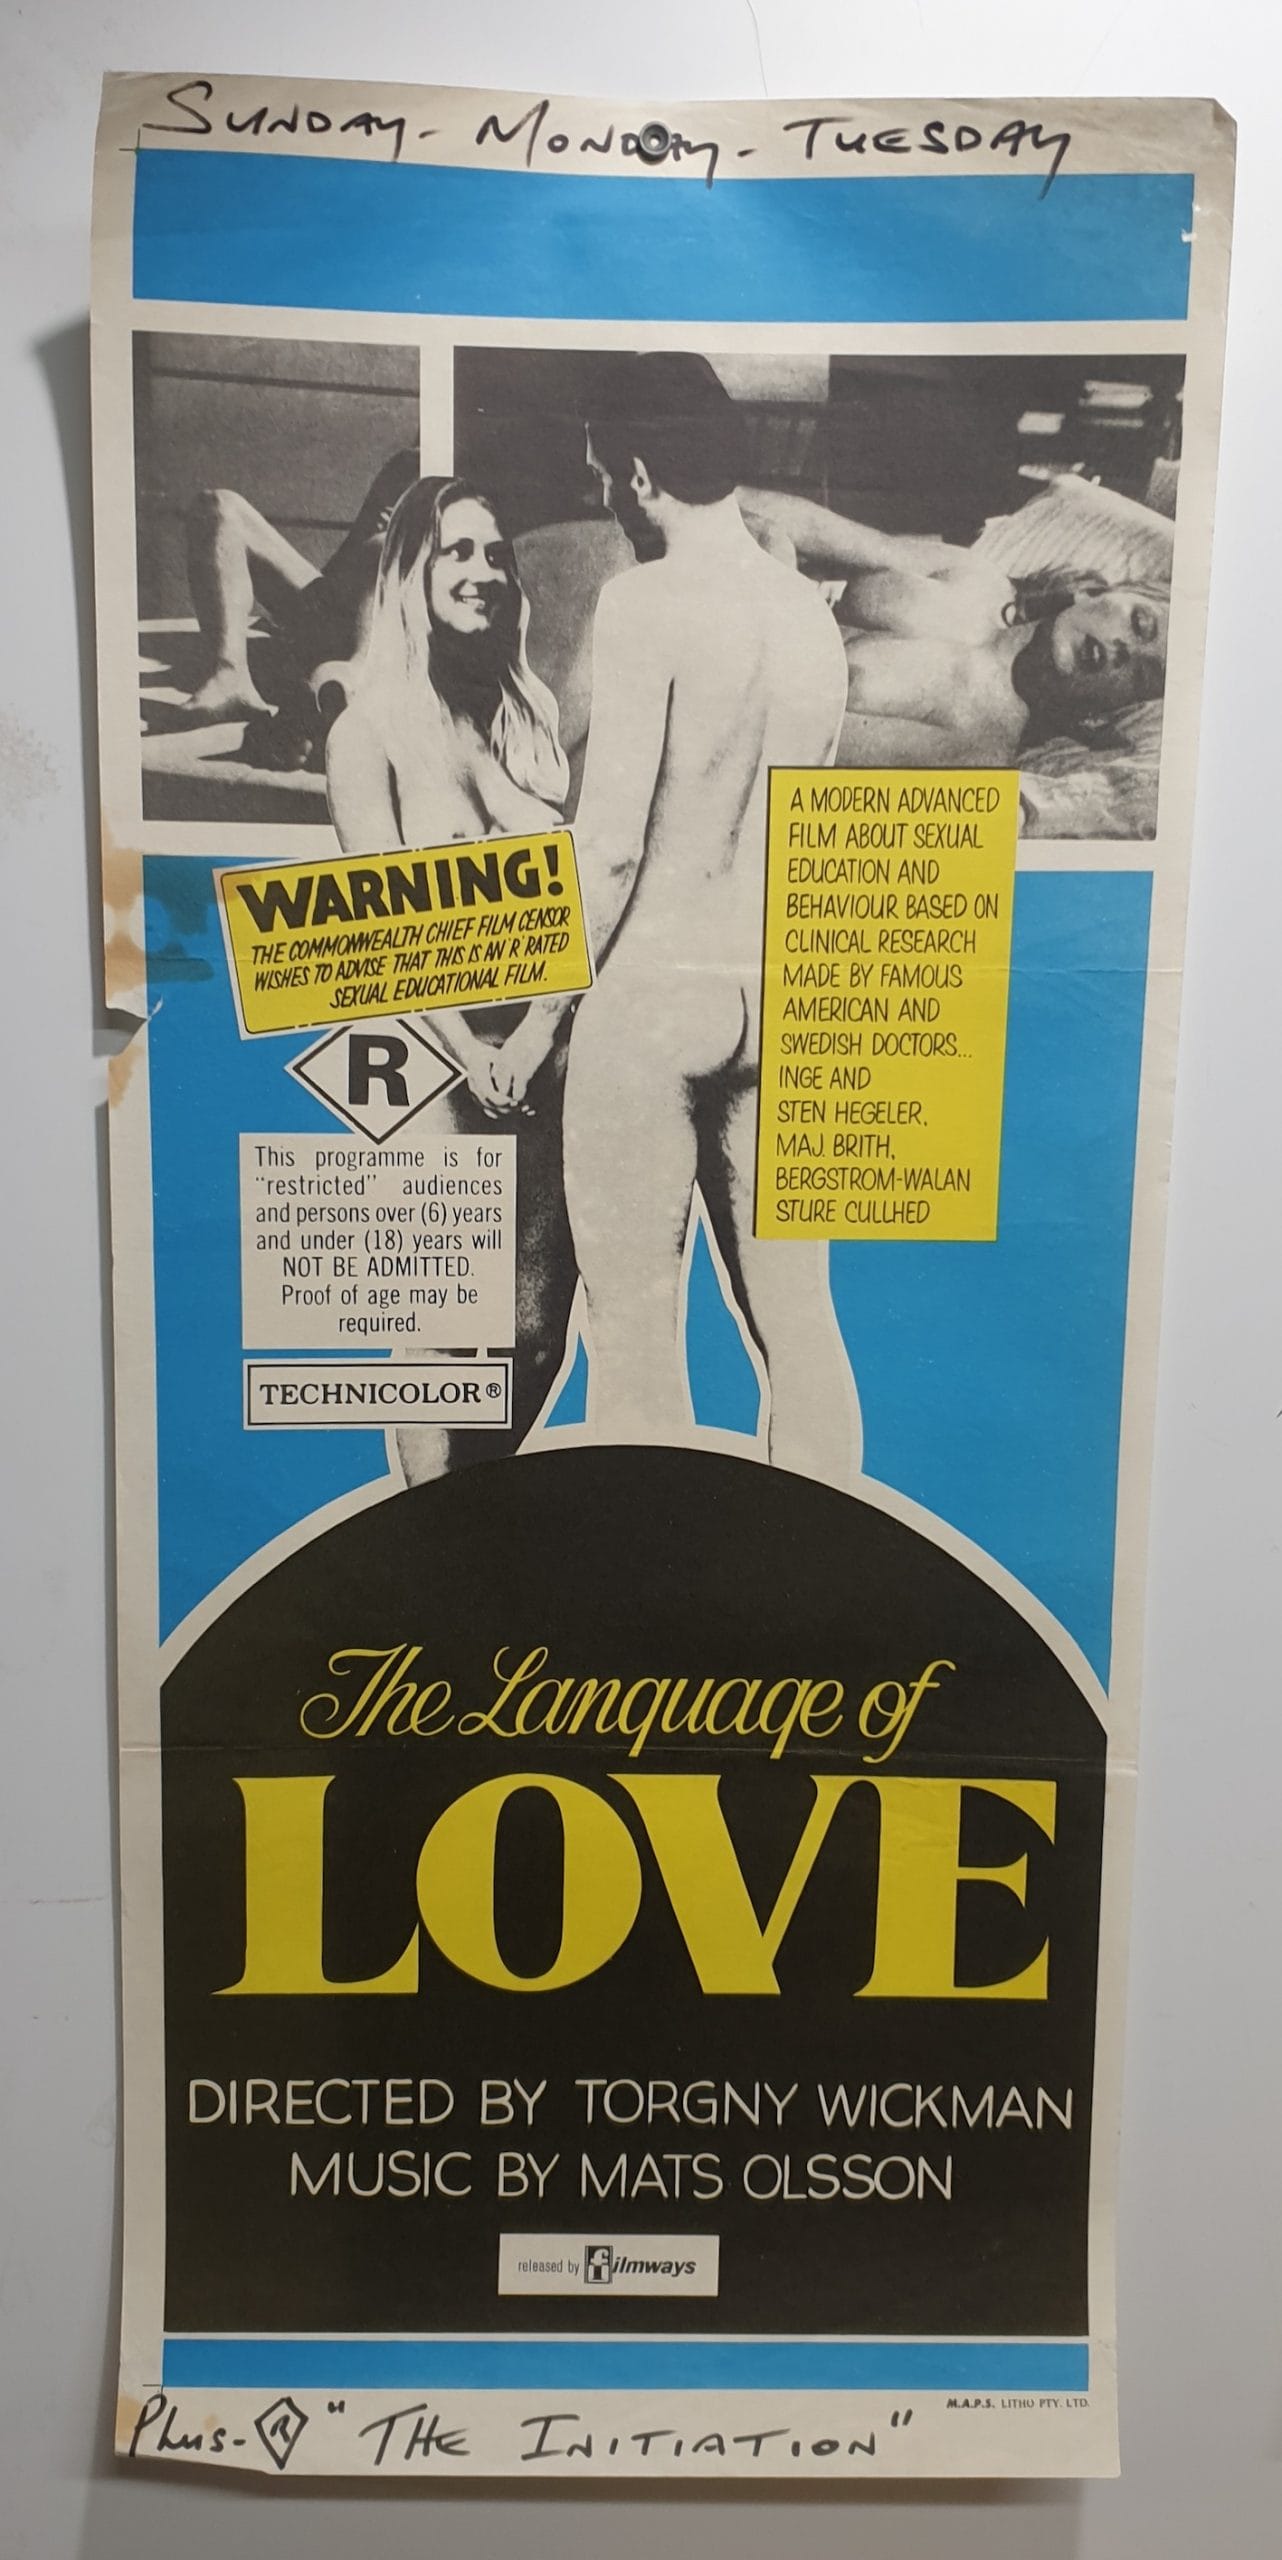 SUNDAY - MONDAY - TUESDAY
WARNING!
THE COMMONWEALTH CHIEF FILM CENSOR
WISHES TO ADVISE THAT THIS IS AN 'R' RATED
SEXUAL EDUCATIONAL FILM.
R
This programme is for
"restricted" audiences
and persons over (6) years
and under (18) years will
NOT BE ADMITTED.
Proof of age may be
required.
TECHNICOLOR®
A MODERN ADVANCED
FILM ABOUT SEXUAL
EDUCATION AND
BEHAVIOUR BASED ON
CLINICAL RESEARCH
MADE BY FAMOUS
AMERICAN AND
SWEDISH DOCTORS...
INGE AND
STEN HEGELER,
MAJ. BRITH,
BERGSTROM-WALAN
STURE CULLHED
The Language of
LOVE
DIRECTED BY TORGNY WICKMAN
MUSIC BY MATS OLSSON
released by filmways
M.A.P.S. LITHO PTY. LTD.
Plus - R "THE INITIATION"